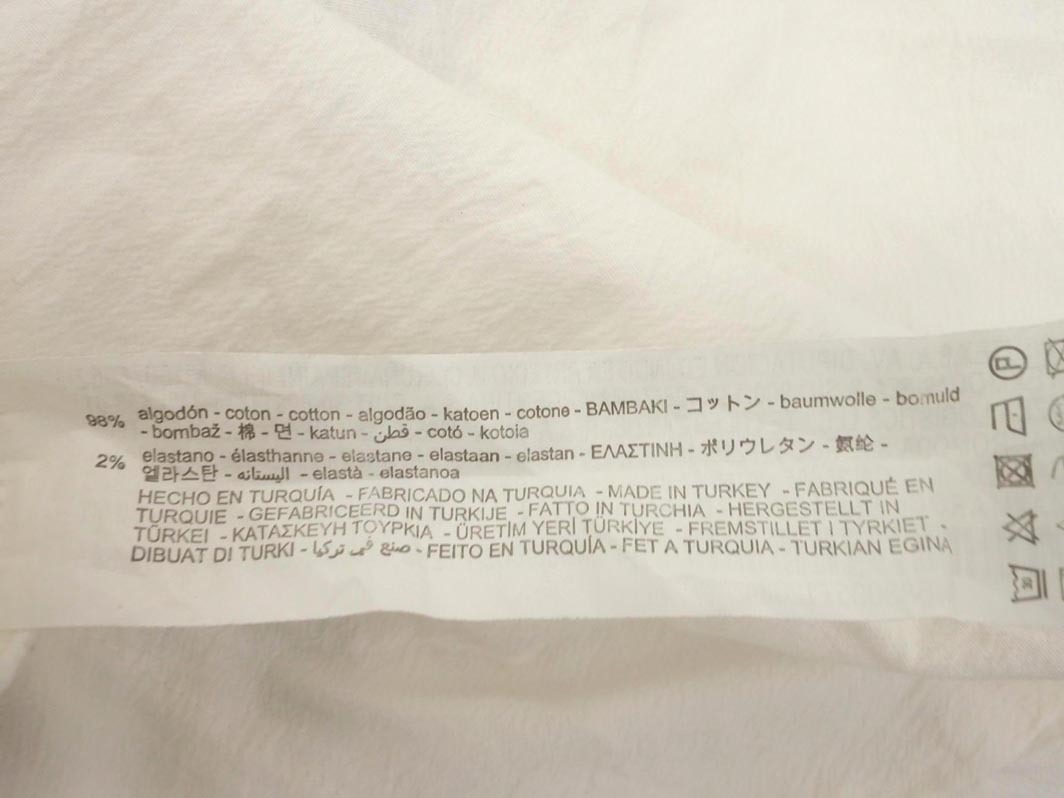 98% algodón - coton - cotton - algodão - katoen - cotone - BAMBAKI - コットン - baumwolle - bomuld
- bombaž - 棉 - 면 - katun - قطن - cotó - kotoia
2% elastano - élasthanne - elastane - elastaan - elastan - ΕΛΑΣΤΙΝΗ - ポリウレタン - 氨纶 -
엘라스탄 - اليستانه - elastà - elastanoa
HECHO EN TURQUÍA - FABRICADO NA TURQUIA - MADE IN TURKEY - FABRIQUÉ EN
TURQUIE - GEFABRICEERD IN TURKIJE - FATTO IN TURCHIA - HERGESTELLT IN
TÜRKEI - ΚΑΤΑΣΚΕΥΗ ΤΟΥΡΚΙΑ - ÜRETİM YERİ TÜRKİYE - FREMSTILLET I TYRKIET -
DIBUAT DI TURKI - صنع في تركيا - FEITO EN TURQUÍA - FET A TURQUIA - TURKIAN EGINA